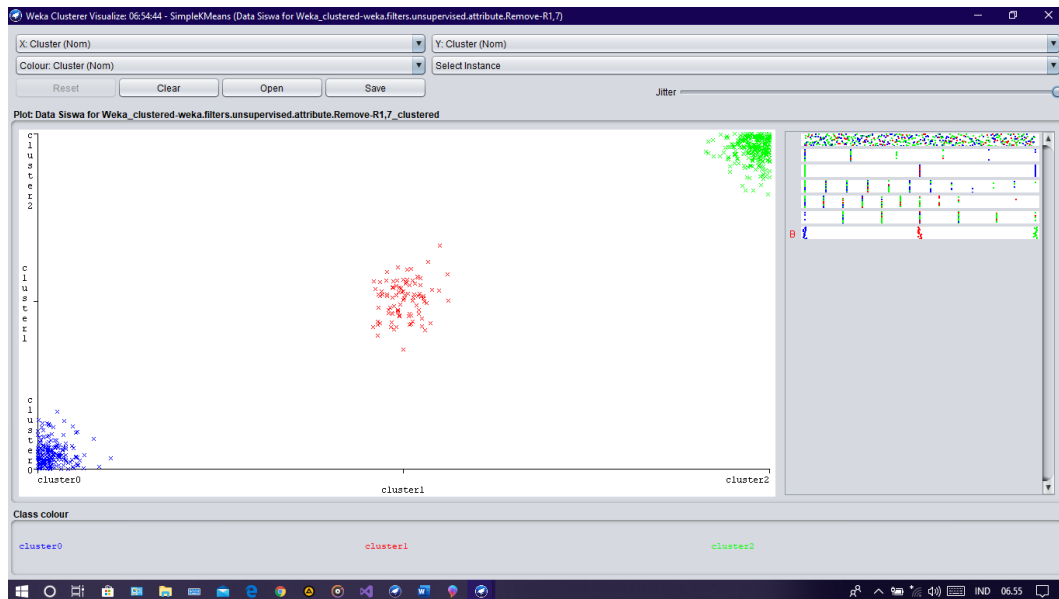 Weka Clusterer Visualize: 06:54:44 - SimpleKMeans (Data Siswa for Weka_clustered-weka.filters.unsupervised.attribute.Remove-R1,7)
X: Cluster (Nom)
Y: Cluster (Nom)
Colour: Cluster (Nom)
Select Instance
Reset
Clear
Open
Save
Jitter
Plot: Data Siswa for Weka_clustered-weka.filters.unsupervised.attribute.Remove-R1,7_clustered
cluster2
cluster1
cluster0
cluster0
cluster1
cluster2
B
Class colour
cluster0
cluster1
cluster2
IND
06.55